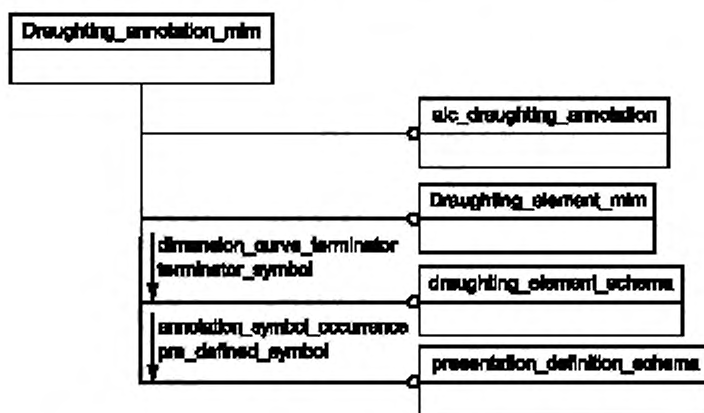 Draughting_annotation_mim
aic_draughting_annotation
Draughting_element_mim
dimension_curve_terminator
terminator_symbol
draughting_element_schema
annotation_symbol_occurrence
pre_defined_symbol
presentation_definition_schema